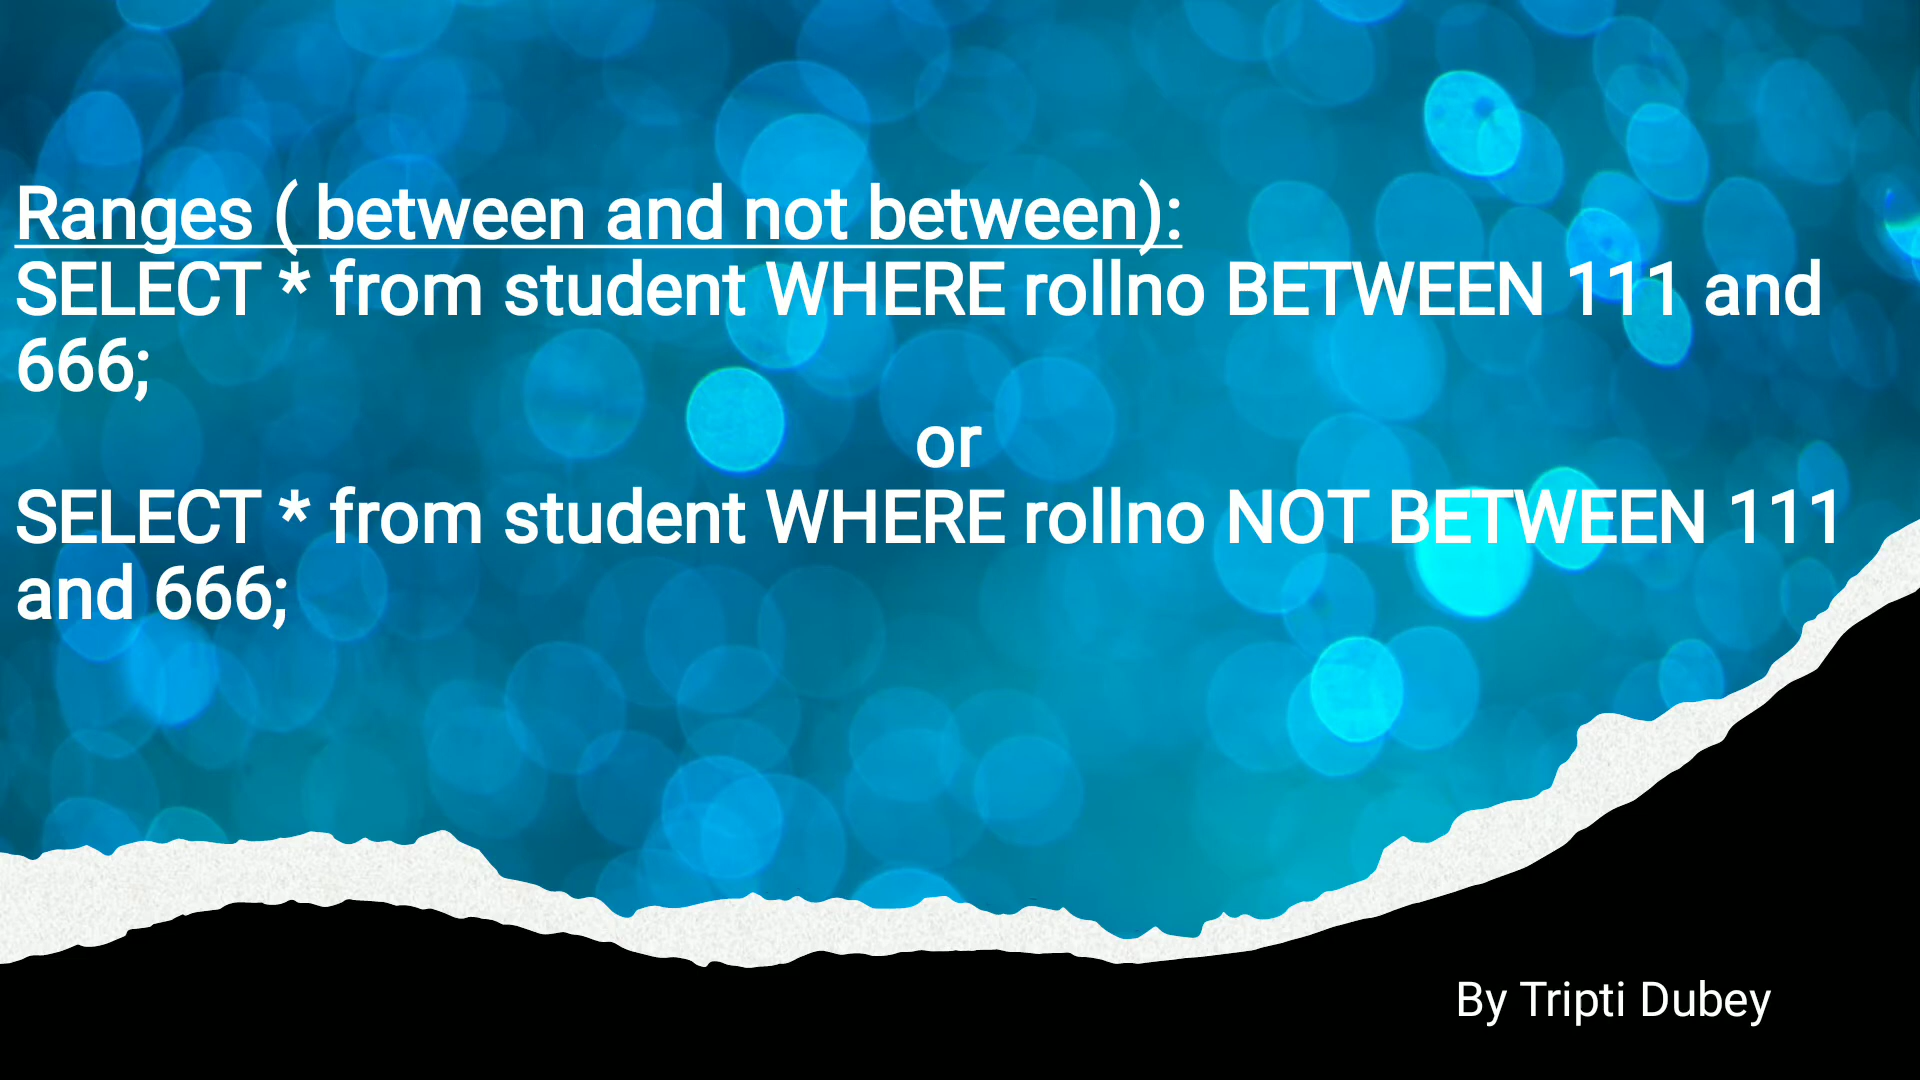 Ranges ( between and not between):
SELECT * from student WHERE rollno BETWEEN 111 and
666;
or
SELECT * from student WHERE rollno NOT BETWEEN 111
and 666;
By Tripti Dubey